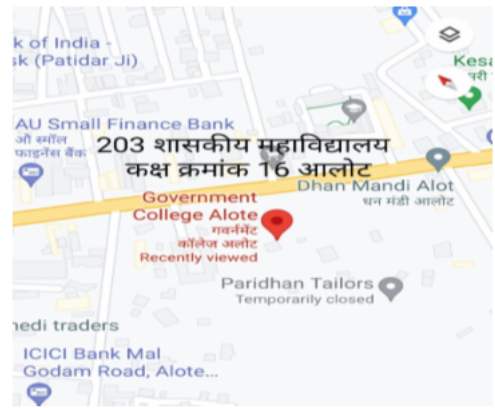 k of India -
sk (Patidar Ji)
Kesa
परी
AU Small Finance Bank
औ स्मॉल
फाइनेंस बैंक
203 शासकीय महाविद्यालय
कक्ष क्रमांक 16 आलोट
Dhan Mandi Alot
धन मंडी आलोट
Government
College Alote
गवर्नमेंट
कॉलेज अलोट
Recently viewed
Paridhan Tailors
Temporarily closed
nedi traders
ICICI Bank Mal
Godam Road, Alote...